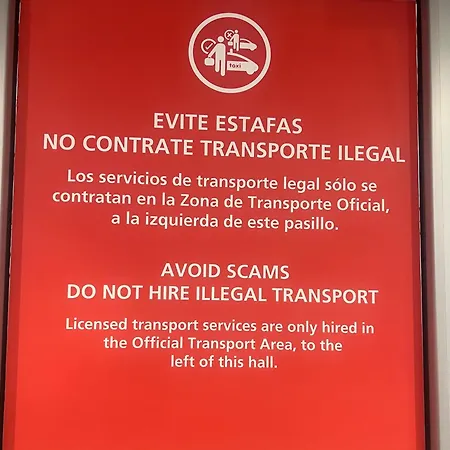 taxi
EVITE ESTAFAS
NO CONTRATE TRANSPORTE ILEGAL
Los servicios de transporte legal sólo se
contratan en la Zona de Transporte Oficial,
a la izquierda de este pasillo.
AVOID SCAMS
DO NOT HIRE ILLEGAL TRANSPORT
Licensed transport services are only hired in
the Official Transport Area, to the
left of this hall.